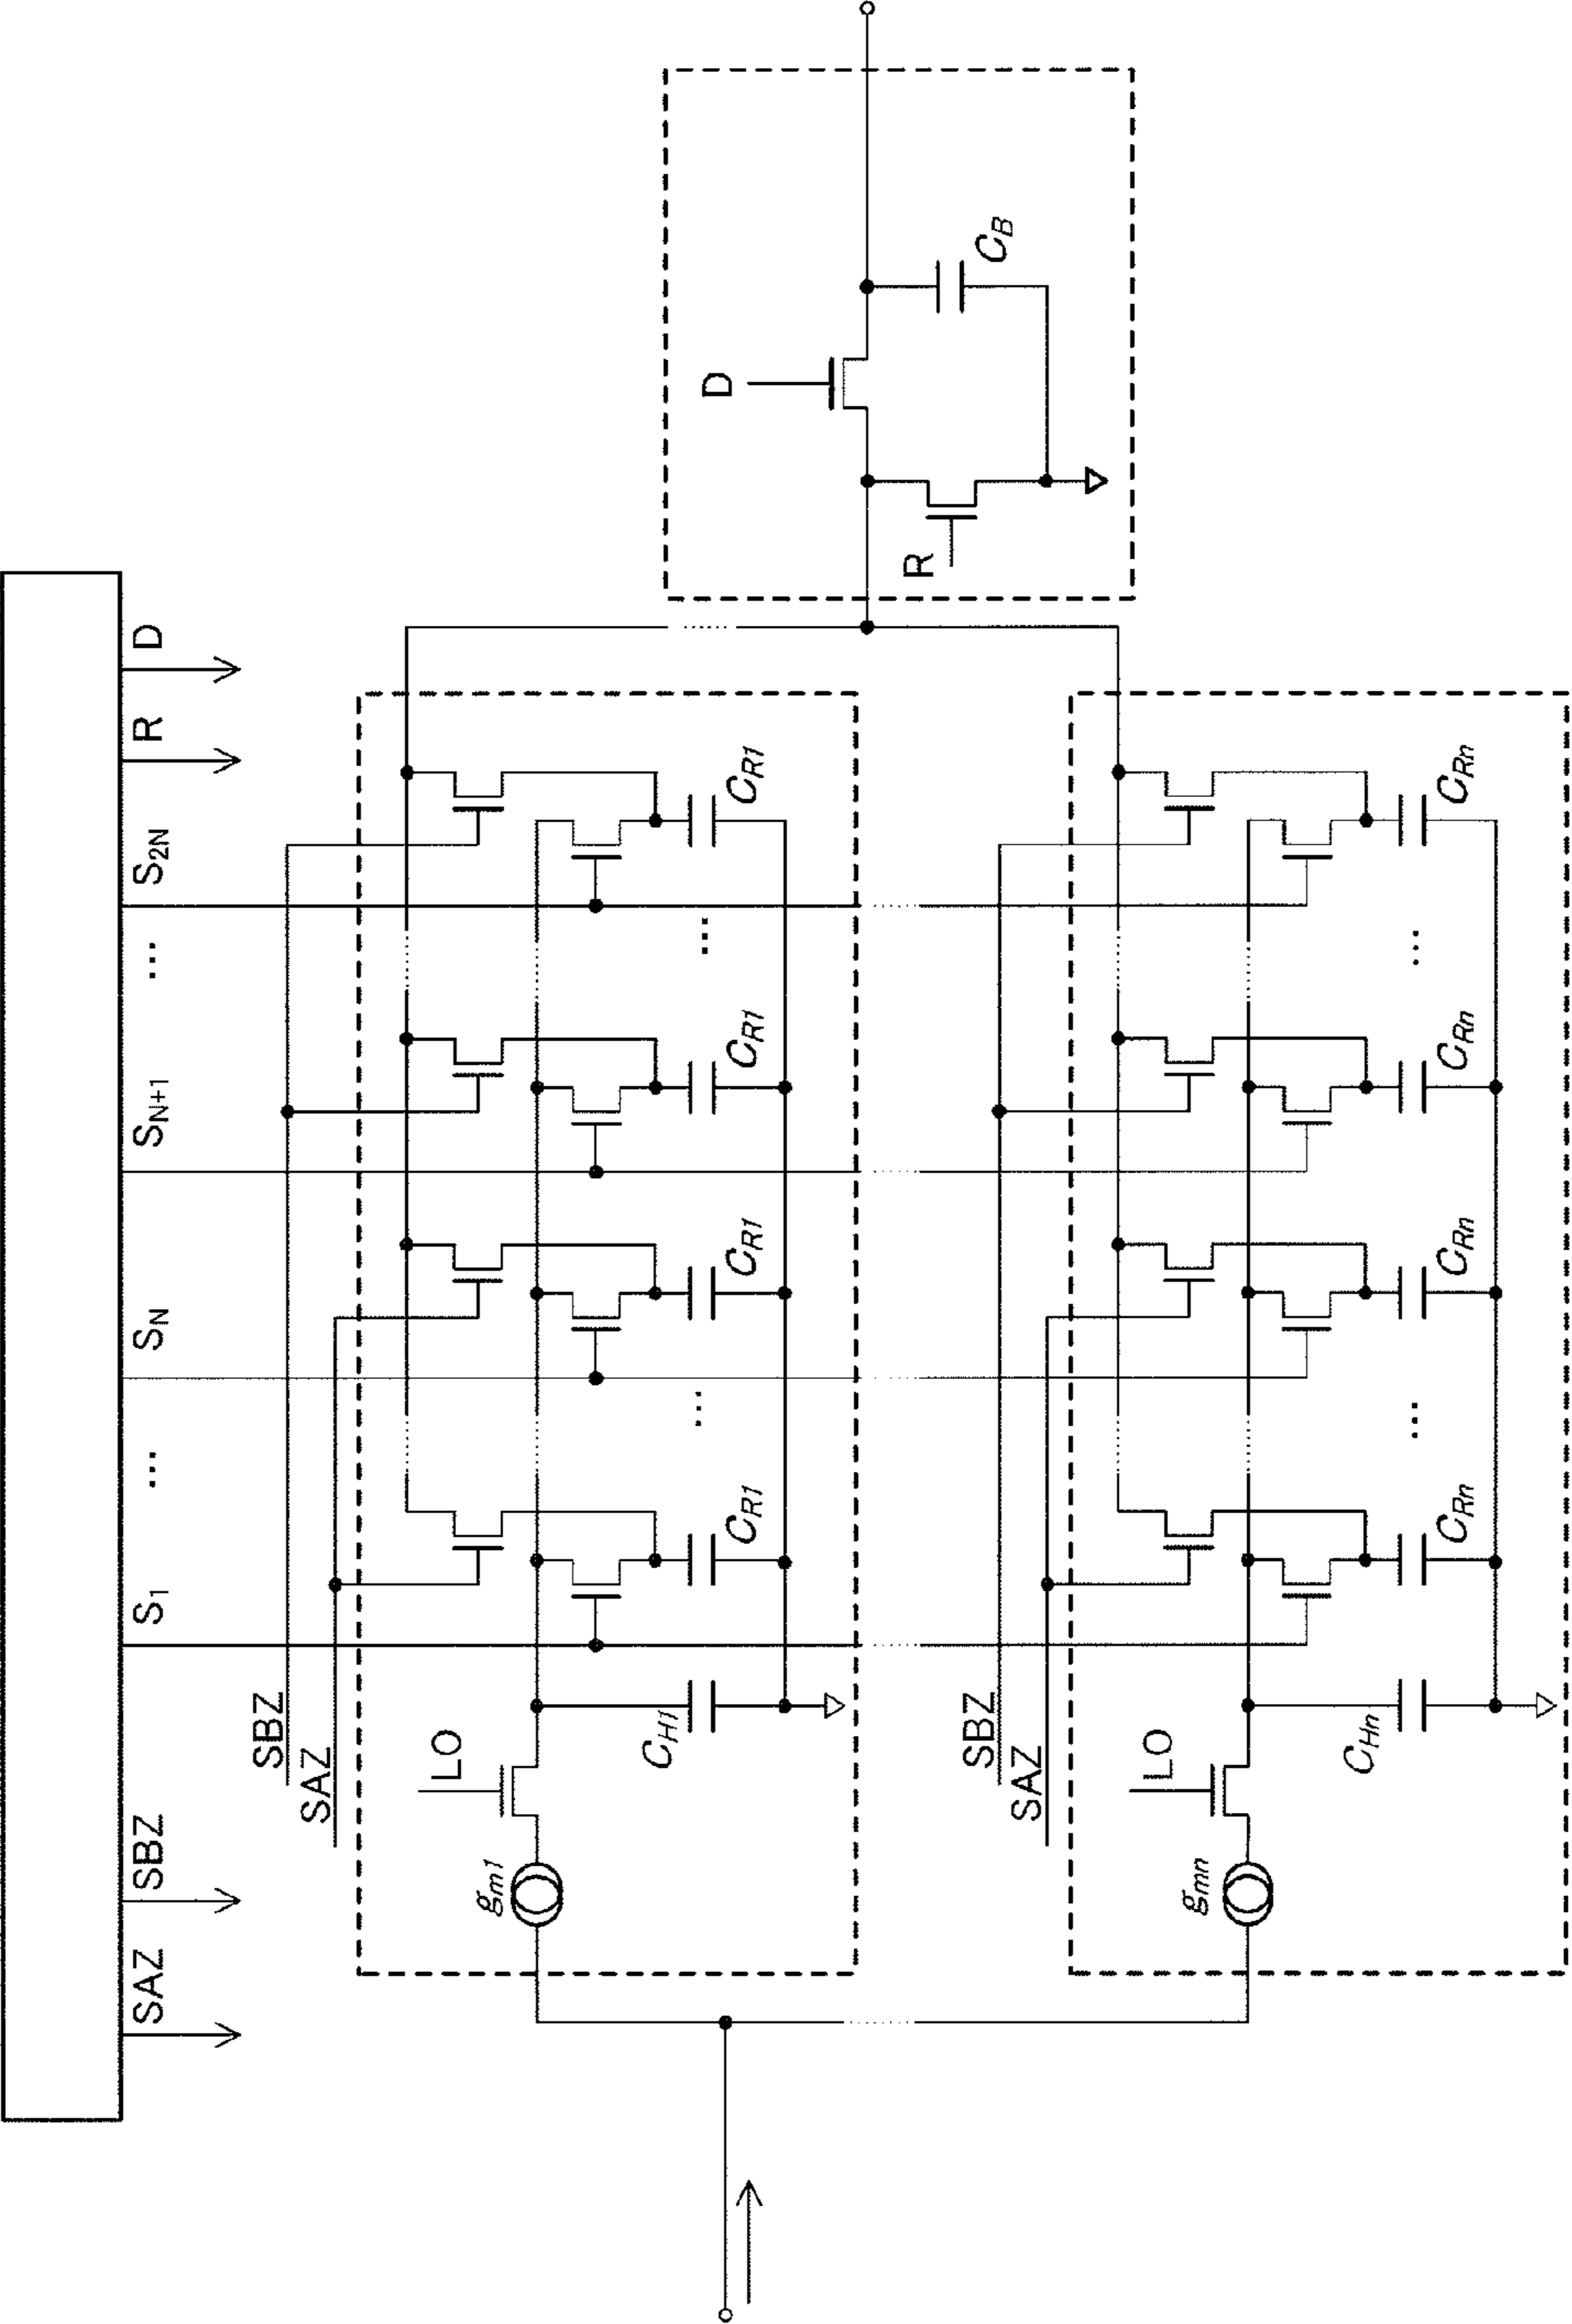 SAZ SBZ S1 ... SN SN+1 ... S2N R D
SBZ
SAZ
LO
gm1
CH1
CR1 ... CR1 CR1 ... CR1
D
R
CB
SBZ
SAZ
LO
gmn
CHn
CRn ... CRn CRn ... CRn